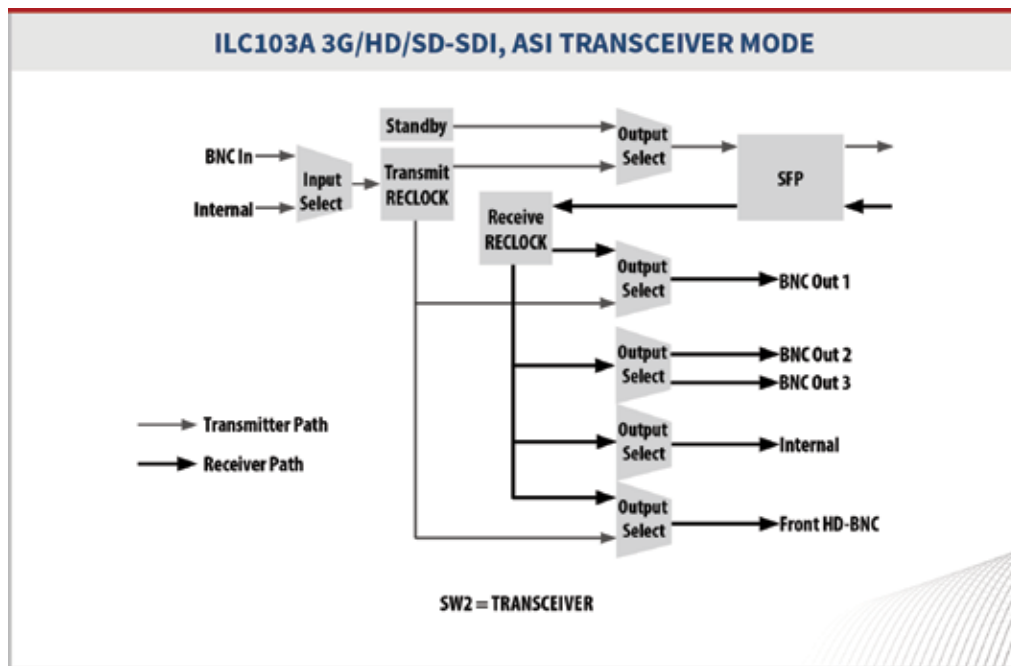 ILC103A 3G/HD/SD-SDI, ASI TRANSCEIVER MODE
Standby
Output
Select
BNC In
Input
Select
Transmit
RECLOCK
SFP
Internal
Receive
RECLOCK
Output
Select
BNC Out 1
Output
Select
BNC Out 2
BNC Out 3
Transmitter Path
Output
Select
Internal
Receiver Path
Output
Select
Front HD-BNC
SW2 = TRANSCEIVER